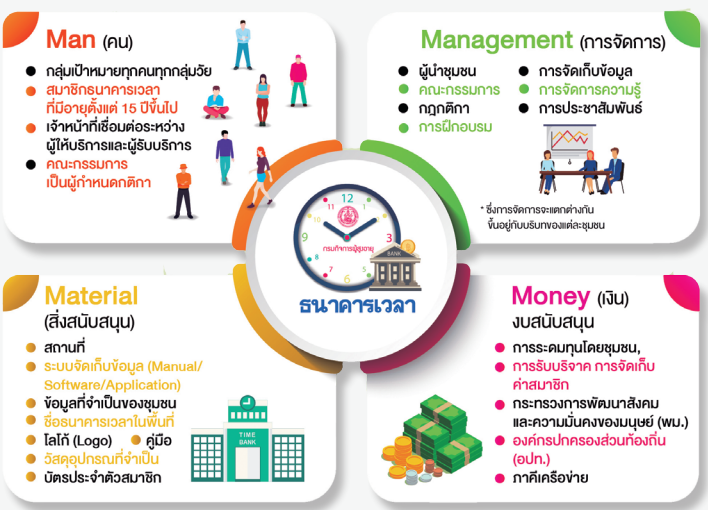 Man (คน)
กลุ่มเป้าหมายทุกคนทุกกลุ่มวัย
สมาชิกธนาคารเวลา
ที่มีอายุตั้งแต่ 15 ปีขึ้นไป
เจ้าหน้าที่เชื่อมต่อระหว่าง
ผู้ให้บริการและผู้รับบริการ
คณะกรรมการ
เป็นผู้กำหนดกติกา
Management (การจัดการ)
ผู้นำชุมชน
คณะกรรมการ
กฎกติกา
การฝึกอบรม
การจัดเก็บข้อมูล
การจัดการความรู้
การประชาสัมพันธ์
* ซึ่งการจัดการจะแตกต่างกัน
ขึ้นอยู่กับบริบทของแต่ละชุมชน
12
1
2
3
5
6
7
8
9
10
11
กรมกิจการผู้สูงอายุ
BANK
ธนาคารเวลา
Material
(สิ่งสนับสนุน)
สถานที่
ระบบจัดเก็บข้อมูล (Manual/
Software/Application)
ข้อมูลที่จำเป็นของชุมชน
ชื่อธนาคารเวลาในพื้นที่
โลโก้ (Logo) คู่มือ
วัสดุอุปกรณ์ที่จำเป็น
บัตรประจำตัวสมาชิก
TIME
BANK
Money (เงิน)
งบสนับสนุน
การระดมทุนโดยชุมชน,
การรับบริจาค การจัดเก็บ
ค่าสมาชิก
กระทรวงการพัฒนาสังคม
และความมั่นคงของมนุษย์ (พม.)
องค์กรปกครองส่วนท้องถิ่น
(อปท.)
ภาคีเครือข่าย